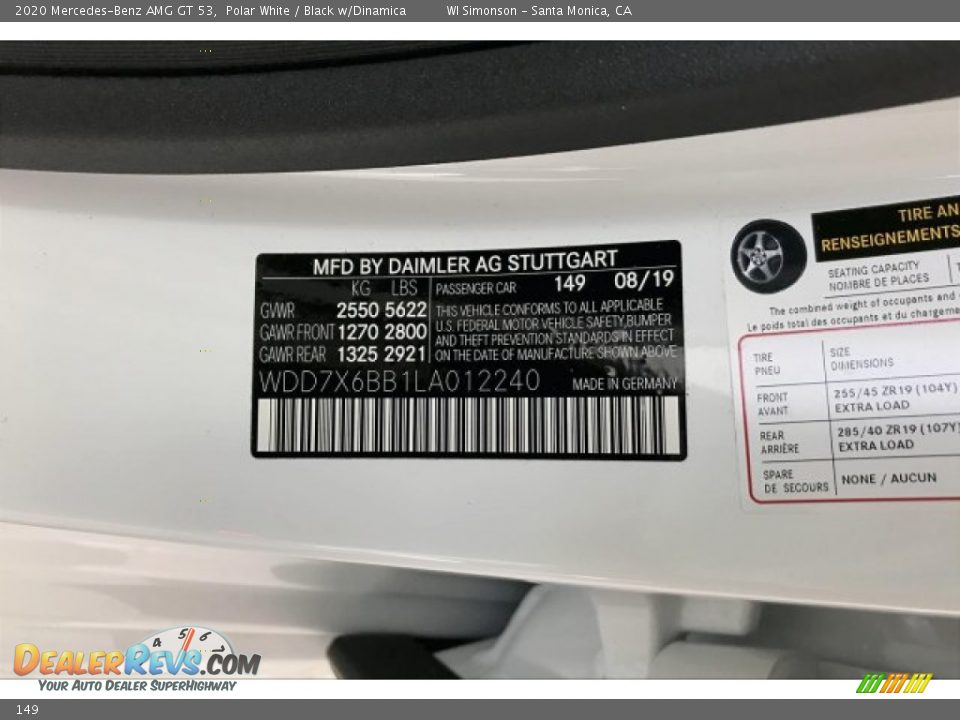 2020 Mercedes-Benz AMG GT 53, Polar White / Black w/Dinamica WI Simonson - Santa Monica, CA
MFD BY DAIMLER AG STUTTGART
KG LBS
GVWR 2550 5622
GAWR FRONT 1270 2800
GAWR REAR 1325 2921
PASSENGER CAR 149 08/19
THIS VEHICLE CONFORMS TO ALL APPLICABLE
U.S. FEDERAL MOTOR VEHICLE SAFETY, BUMPER
AND THEFT PREVENTION STANDARDS IN EFFECT
ON THE DATE OF MANUFACTURE SHOWN ABOVE
WDD7X6BB1LA012240 MADE IN GERMANY
TIRE AN
RENSEIGNEMENTS
SEATING CAPACITY
NOMBRE DE PLACES
The combined weight of occupants and
Le poids total des occupants et du chargeme
TIRE
PNEU
SIZE
DIMENSIONS
FRONT
AVANT
255/45 ZR19 (104Y)
EXTRA LOAD
REAR
ARRIÈRE
285/40 ZR19 (107Y)
EXTRA LOAD
SPARE
DE SECOURS
NONE / AUCUN
4 5 6
DEALERREVS.COM
YOUR AUTO DEALER SUPERHIGHWAY
149